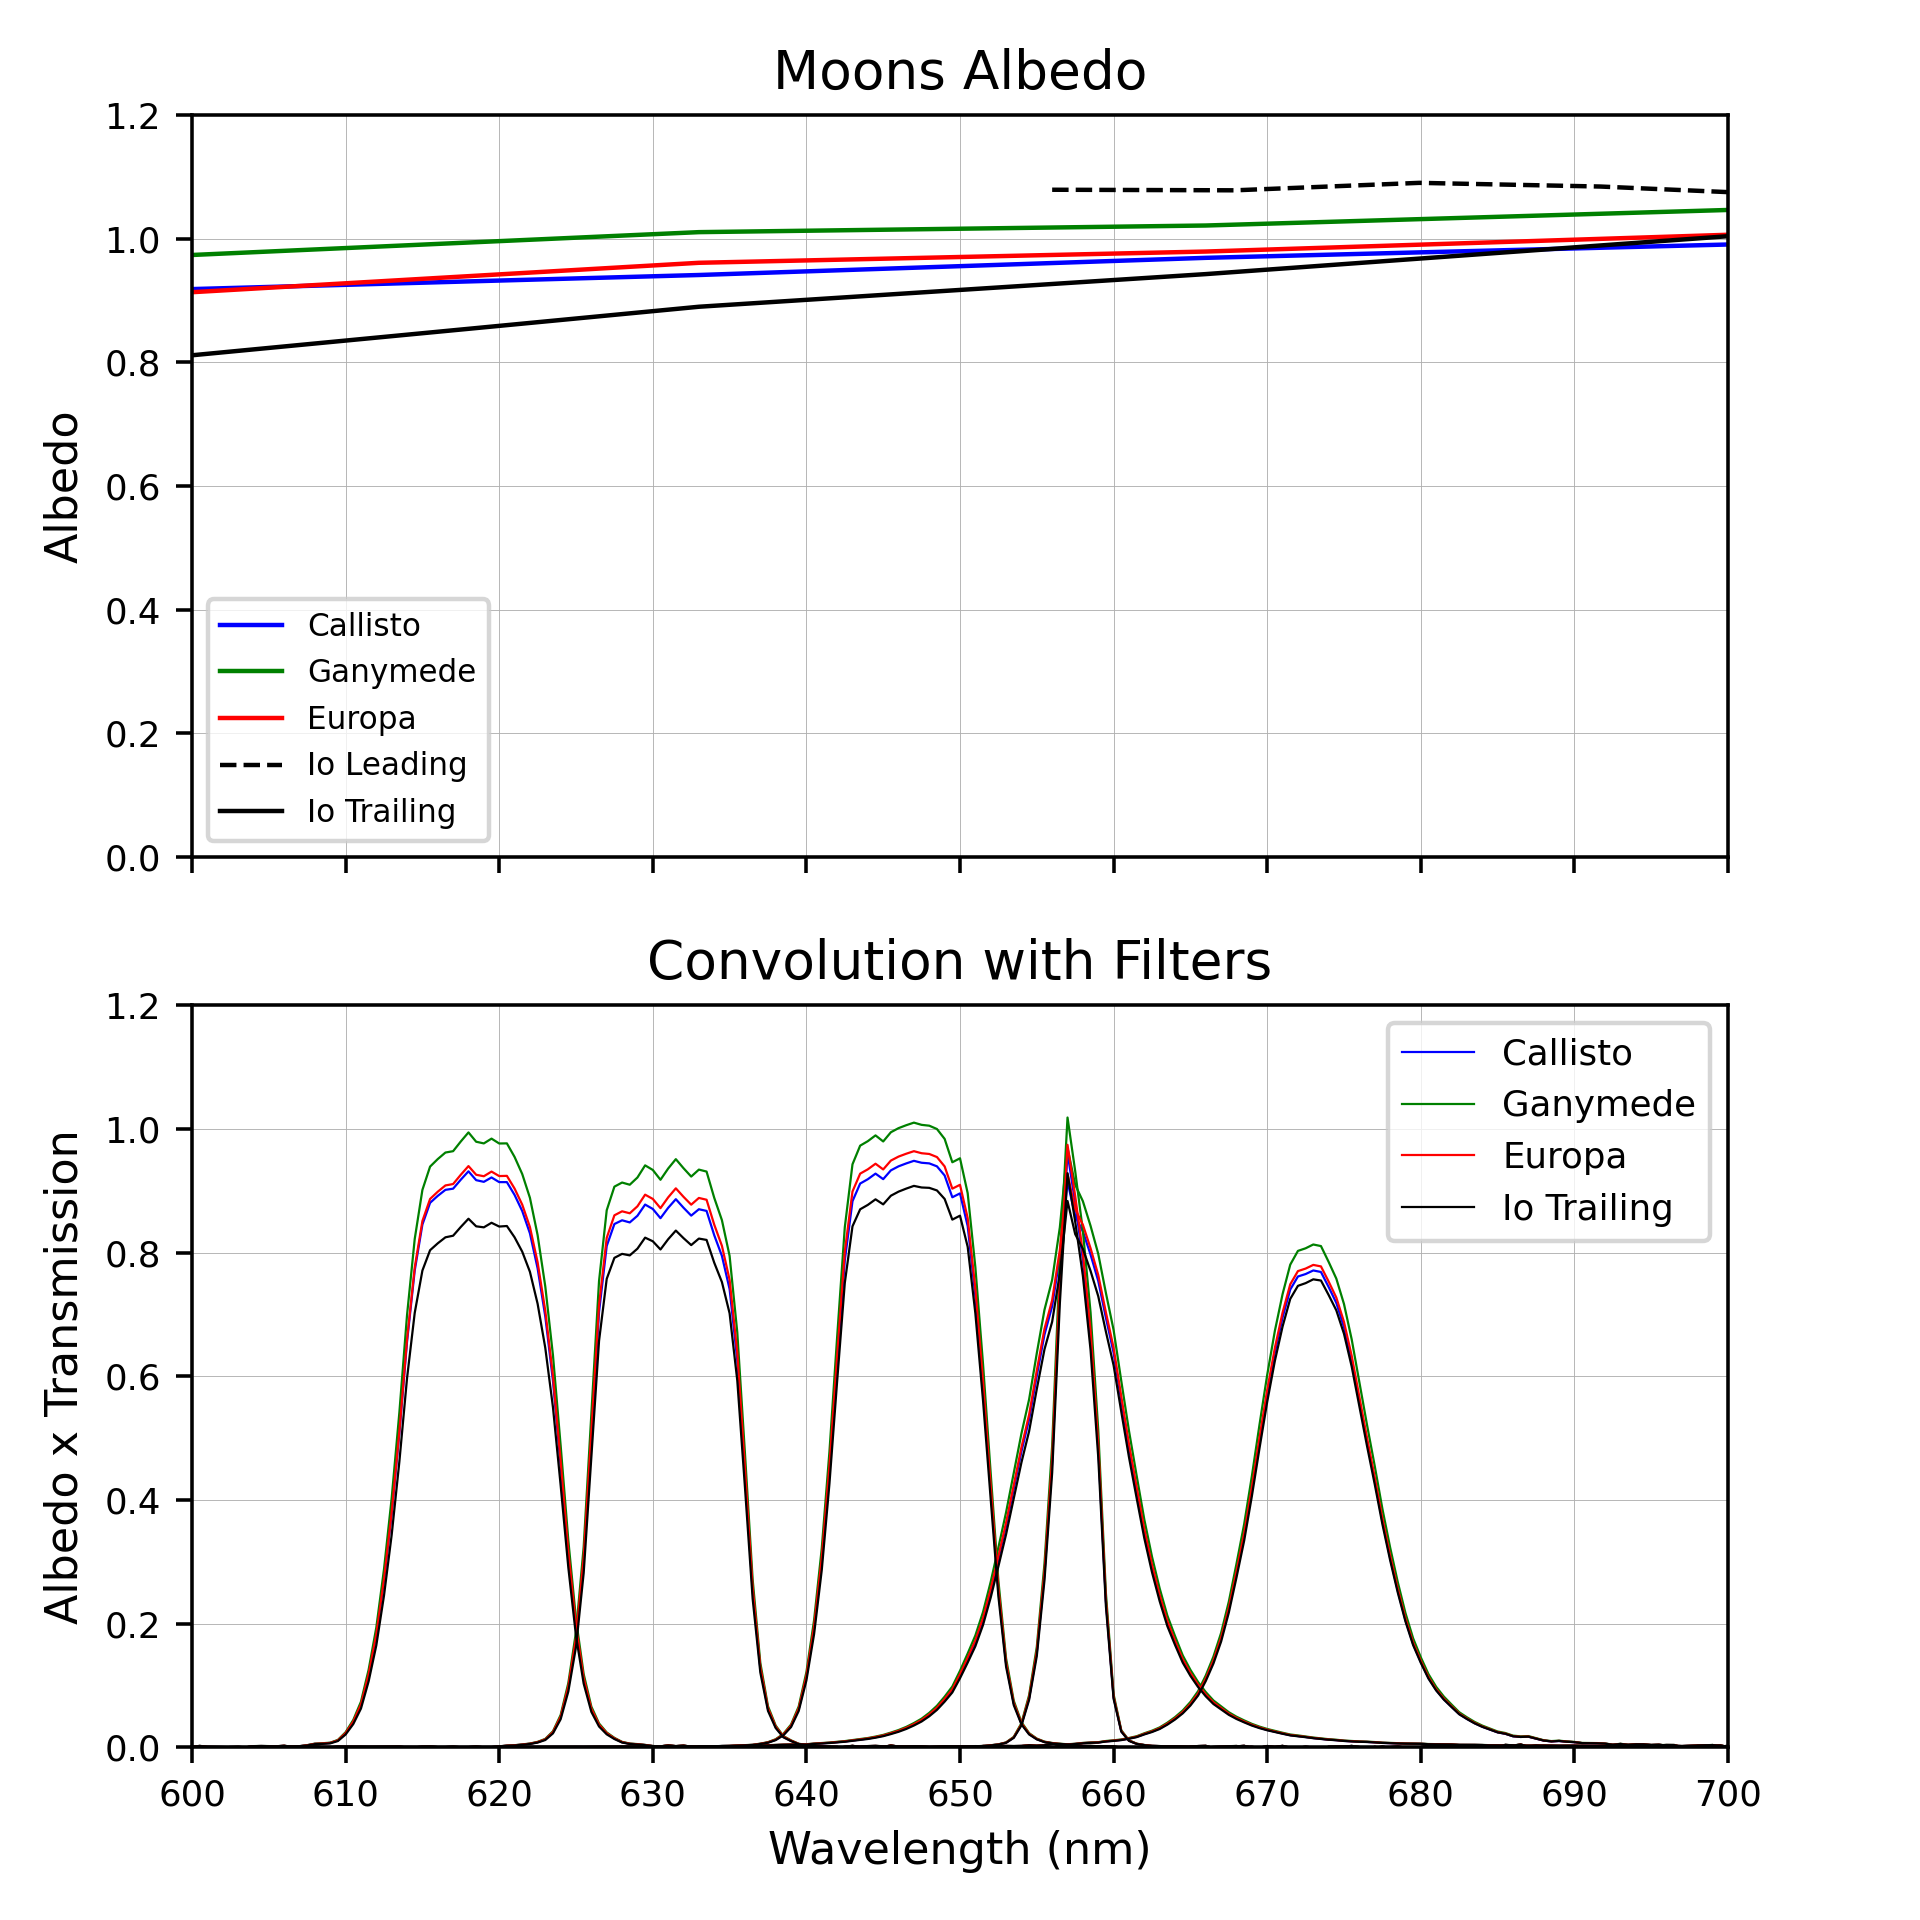 Moons Albedo
1.2
1.0
0.8
0.6
0.4
0.2
0.0
Albedo
Callisto
Ganymede
Europa
Io Leading
Io Trailing
Convolution with Filters
1.2
1.0
0.8
0.6
0.4
0.2
0.0
Albedo x Transmission
Callisto
Ganymede
Europa
Io Trailing
600 610 620 630 640 650 660 670 680 690 700
Wavelength (nm)